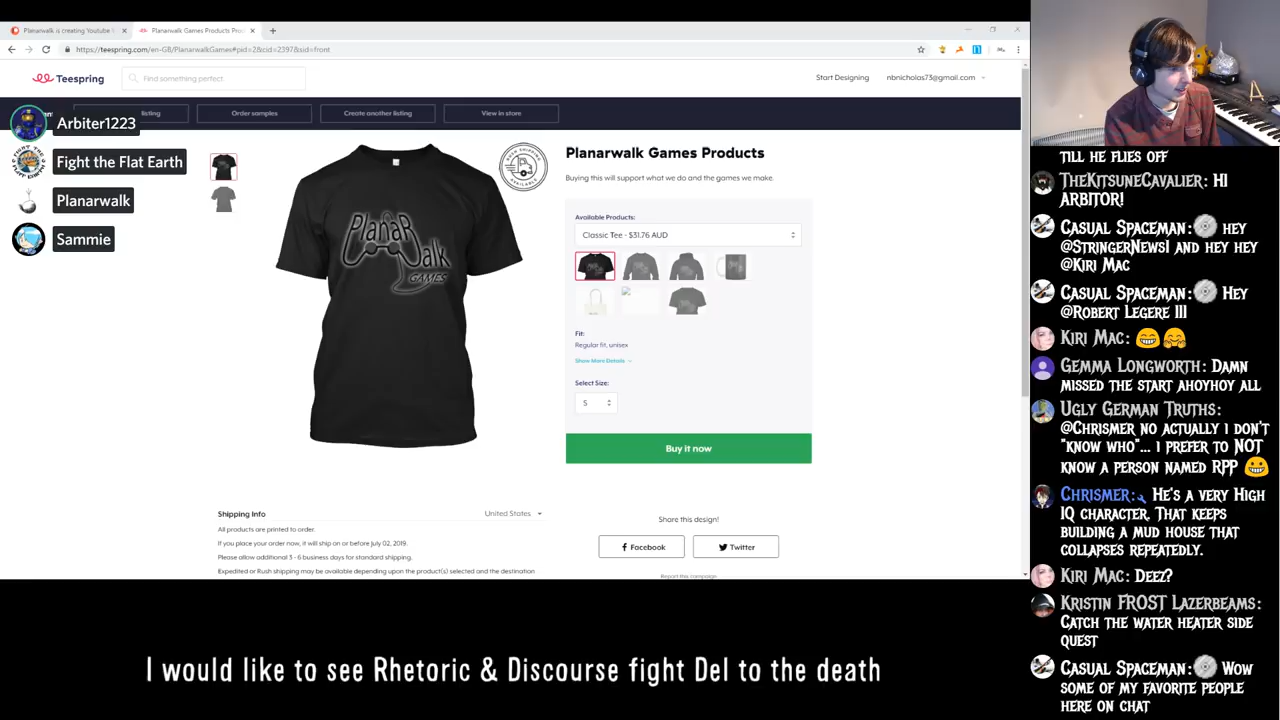 Planarwalk is creating Youtube
Planarwalk Games Products
https://teespring.com/en-GB/PlanarwalkGames#pid=2&cid=2397&sid=front
Teespring
Find something perfect
Start Designing
nbnicholas73@gmail.com
listing
Order samples
Create another listing
View in store
Arbiter1223
Fight the Flat Earth
Planarwalk
Sammie
PlanaR
Walk
GAMES
RUSH SHIPPING
AVAILABLE
Planarwalk Games Products
Buying this will support what we do and the games we make.
Available Products:
Classic Tee - $31.76 AUD
Fit:
Regular fit, unisex
Show More Details
Select Size:
S
Buy it now
Shipping Info
United States
All products are printed to order.
If you place your order now, it will ship on or before july 02, 2019.
Please allow additional 3 - 6 business days for standard shipping.
Expedited or Rush shipping may be available depending upon the product(s) selected and the destination
Share this design!
Facebook
Twitter
Report this campaign
I would like to see Rhetoric & Discourse fight Del to the death
till he flies off
TheKitsuneCavalier: Hi
Arbitor!
Casual Spaceman: hey
@StringerNews1 and hey hey
@Kiri Mac
Casual Spaceman: Hey
@Robert Legere III
Kiri Mac: 😁🤗
Gemma Longworth: Damn
missed the start ahoyhoy all
Ugly German Truths:
@Chrismer no actually I don't
"know who"... I prefer to NOT
know a person named RPP 😀
Chrismer: He's a very High
IQ character. That keeps
building a mud house that
collapses repeatedly.
Kiri Mac: Deez?
Kristin FROST Lazerbeams:
Catch the water heater side
quest
Casual Spaceman: Wow
some of my favorite people
here on chat